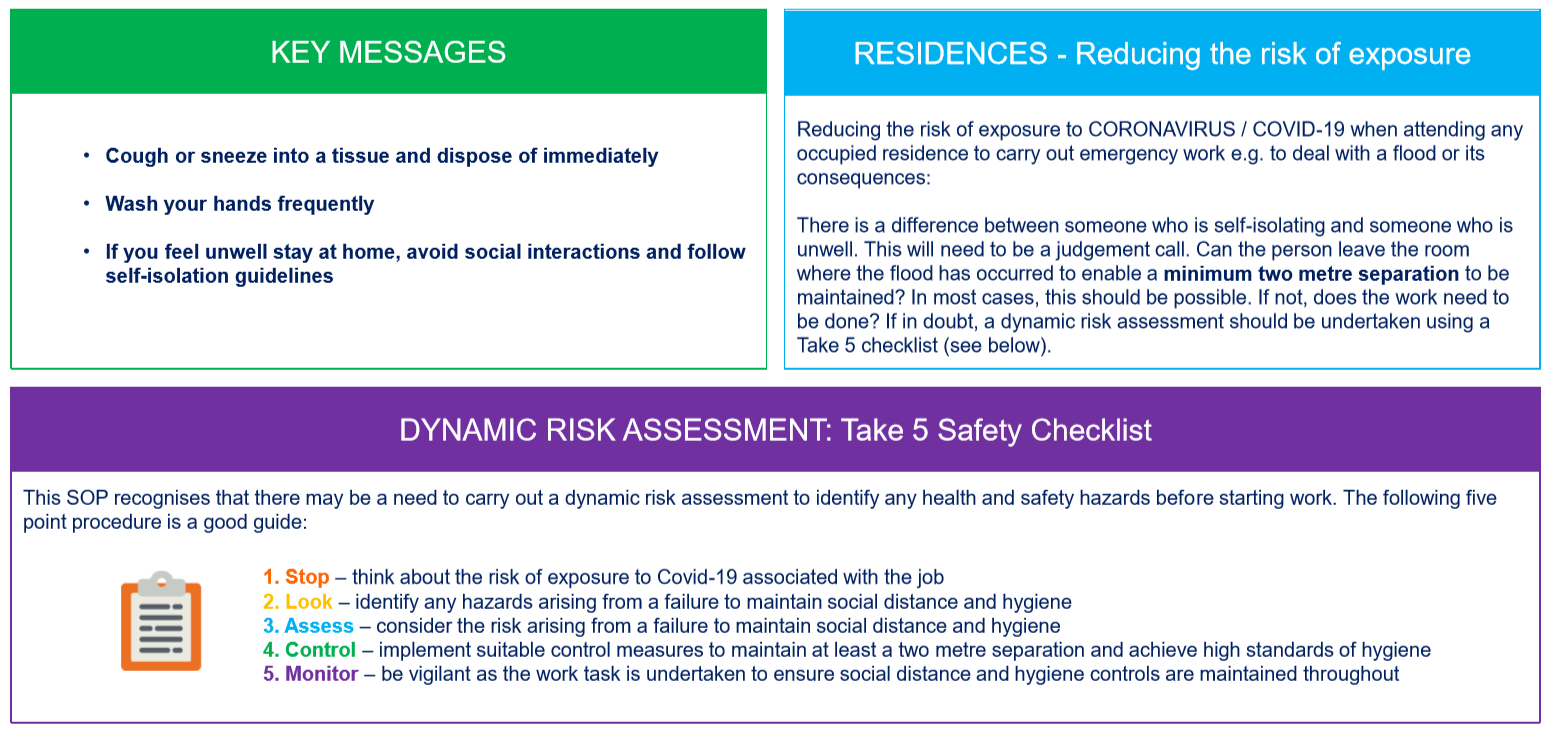 KEY MESSAGES
• Cough or sneeze into a tissue and dispose of immediately
• Wash your hands frequently
• If you feel unwell stay at home, avoid social interactions and follow
self-isolation guidelines
RESIDENCES - Reducing the risk of exposure
Reducing the risk of exposure to CORONAVIRUS / COVID-19 when attending any
occupied residence to carry out emergency work e.g. to deal with a flood or its
consequences:
There is a difference between someone who is self-isolating and someone who is
unwell. This will need to be a judgement call. Can the person leave the room
where the flood has occurred to enable a minimum two metre separation to be
maintained? In most cases, this should be possible. If not, does the work need to
be done? If in doubt, a dynamic risk assessment should be undertaken using a
Take 5 checklist (see below).
DYNAMIC RISK ASSESSMENT: Take 5 Safety Checklist
This SOP recognises that there may be a need to carry out a dynamic risk assessment to identify any health and safety hazards before starting work. The following five
point procedure is a good guide:
1. Stop – think about the risk of exposure to Covid-19 associated with the job
2. Look – identify any hazards arising from a failure to maintain social distance and hygiene
3. Assess – consider the risk arising from a failure to maintain social distance and hygiene
4. Control – implement suitable control measures to maintain at least a two metre separation and achieve high standards of hygiene
5. Monitor – be vigilant as the work task is undertaken to ensure social distance and hygiene controls are maintained throughout